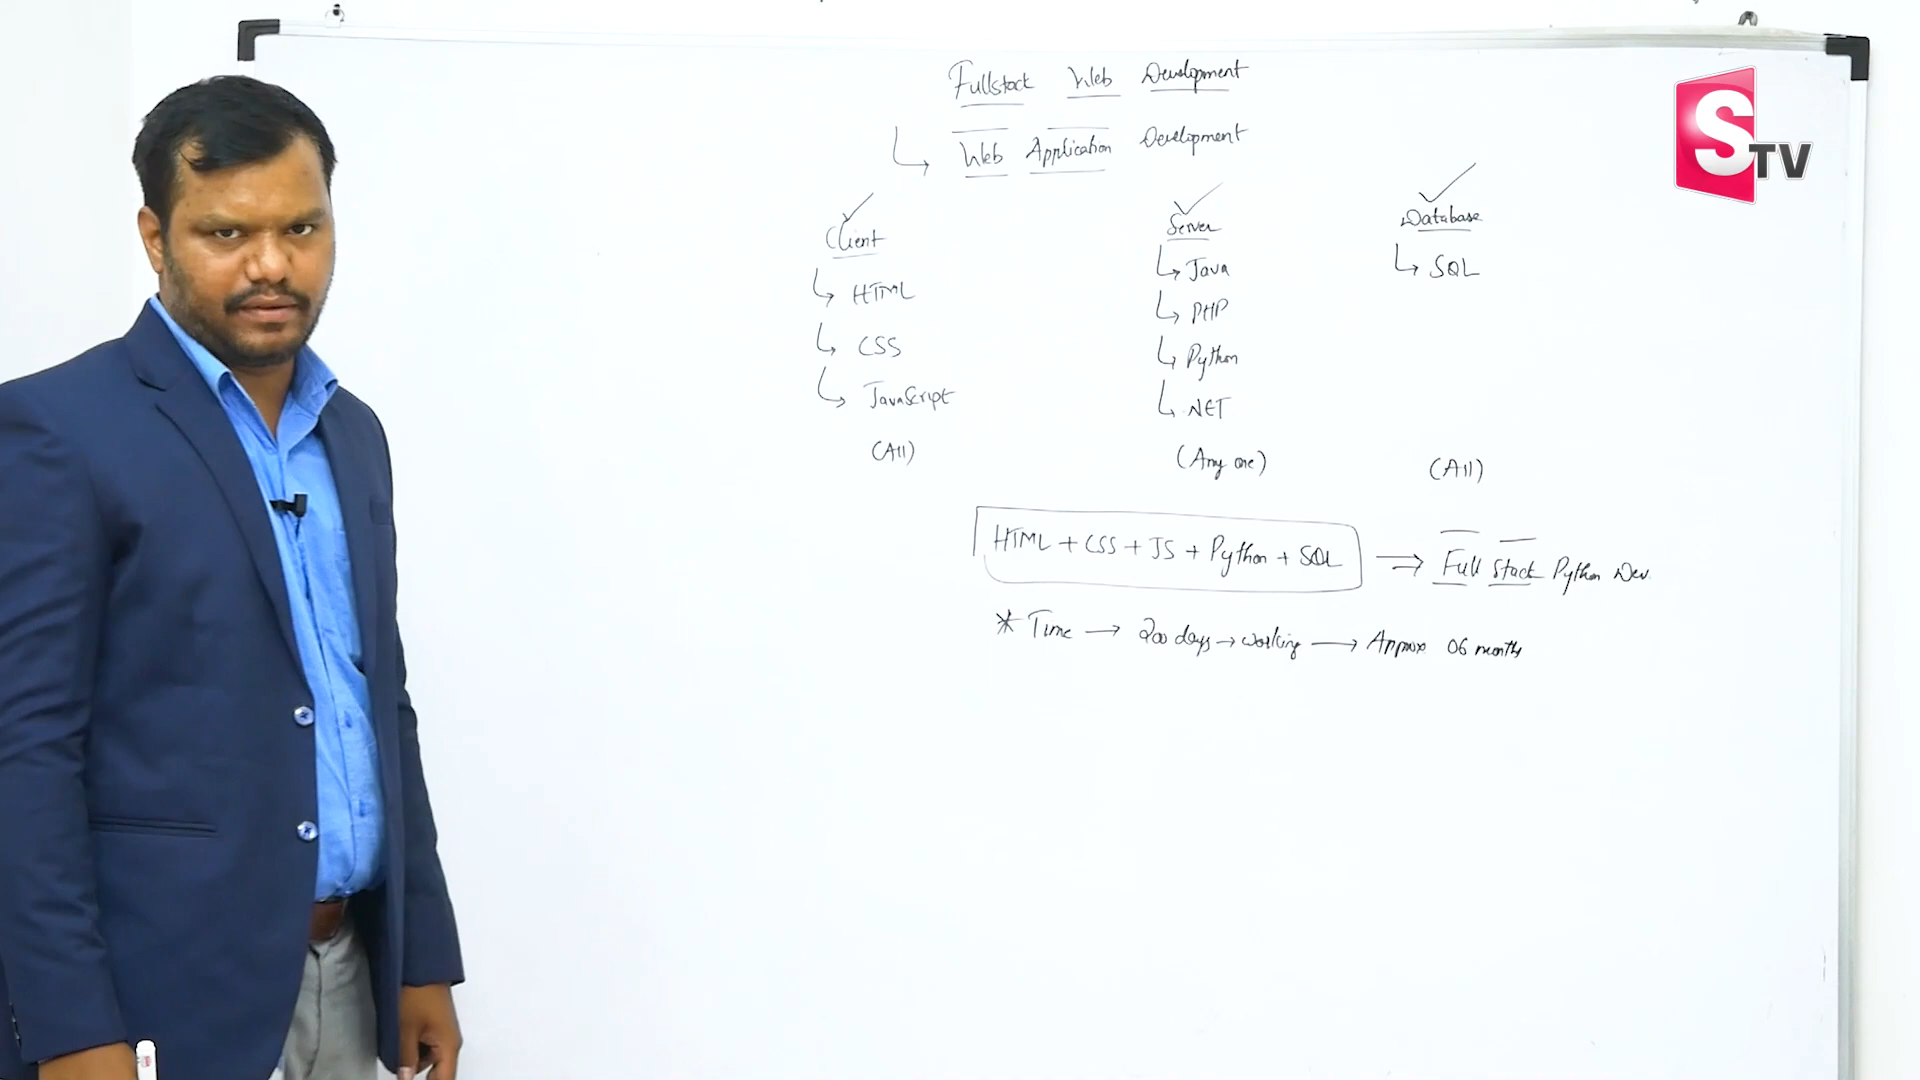 Fullstack Web Development
Web Application Development
Client
HTML
CSS
JavaScript
(All)
Server
Java
PHP
Python
.NET
(Any one)
Database
SQL
(All)
HTML + CSS + JS + Python + SQL ⇒ Full Stack Python Dev.
* Time → 200 days → working → Approx 06 months
STV